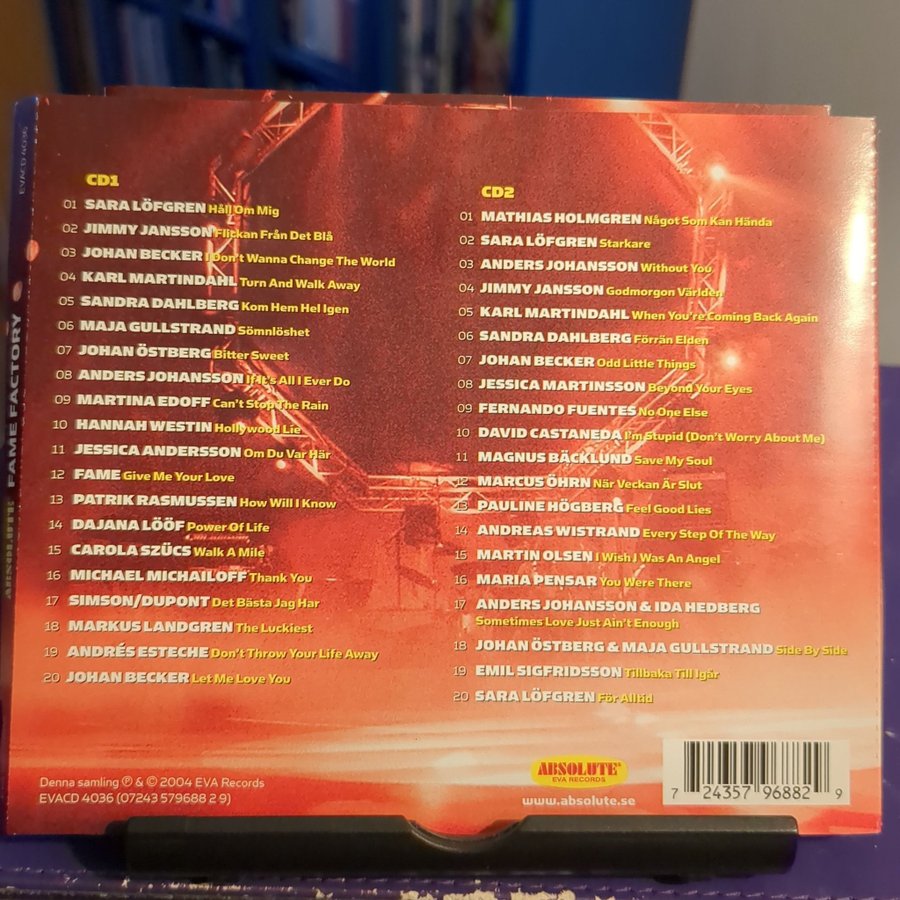 EVACD 4036
ABSOLUTE FAME FACTORY
CD1
01 SARA LÖFGREN Håll Om Mig
02 JIMMY JANSSON Flickan Från Det Blå
03 JOHAN BECKER I Don't Wanna Change The World
04 KARL MARTINDAHL Turn And Walk Away
05 SANDRA DAHLBERG Kom Hem Hel Igen
06 MAJA GULLSTRAND Sömnlöshet
07 JOHAN ÖSTBERG Bitter Sweet
08 ANDERS JOHANSSON If It's All I Ever Do
09 MARTINA EDOFF Can't Stop The Rain
10 HANNAH WESTIN Hollywood Lie
11 JESSICA ANDERSSON Om Du Var Här
12 FAME Give Me Your Love
13 PATRIK RASMUSSEN How Will I Know
14 DAJANA LÖÖF Power Of Life
15 CAROLA SZÜCS Walk A Mile
16 MICHAEL MICHAILOFF Thank You
17 SIMSON/DUPONT Det Bästa Jag Har
18 MARKUS LANDGREN The Luckiest
19 ANDRÉS ESTECHE Don't Throw Your Life Away
20 JOHAN BECKER Let Me Love You
CD2
01 MATHIAS HOLMGREN Något Som Kan Hända
02 SARA LÖFGREN Starkare
03 ANDERS JOHANSSON Without You
04 JIMMY JANSSON Godmorgon Världen
05 KARL MARTINDAHL When You're Coming Back Again
06 SANDRA DAHLBERG Förrän Elden
07 JOHAN BECKER Odd Little Things
08 JESSICA MARTINSSON Beyond Your Eyes
09 FERNANDO FUENTES No One Else
10 DAVID CASTANEDA I'm Stupid (Don't Worry About Me)
11 MAGNUS BÄCKLUND Save My Soul
12 MARCUS ÖHRN När Veckan Är Slut
13 PAULINE HÖGBERG Feel Good Lies
14 ANDREAS WISTRAND Every Step Of The Way
15 MARTIN OLSEN I Wish I Was An Angel
16 MARIA ÞENSAR You Were There
17 ANDERS JOHANSSON & IDA HEDBERG
Sometimes Love Just Ain't Enough
18 JOHAN ÖSTBERG & MAJA GULLSTRAND Side By Side
19 EMIL SIGFRIDSSON Tillbaka Till Igår
20 SARA LÖFGREN För Alltid
Denna samling ℗ & © 2004 EVA Records
EVACD 4036 (07243 579688 2 9)
ABSOLUTE
EVA RECORDS
www.absolute.se
7 24357 96882 9